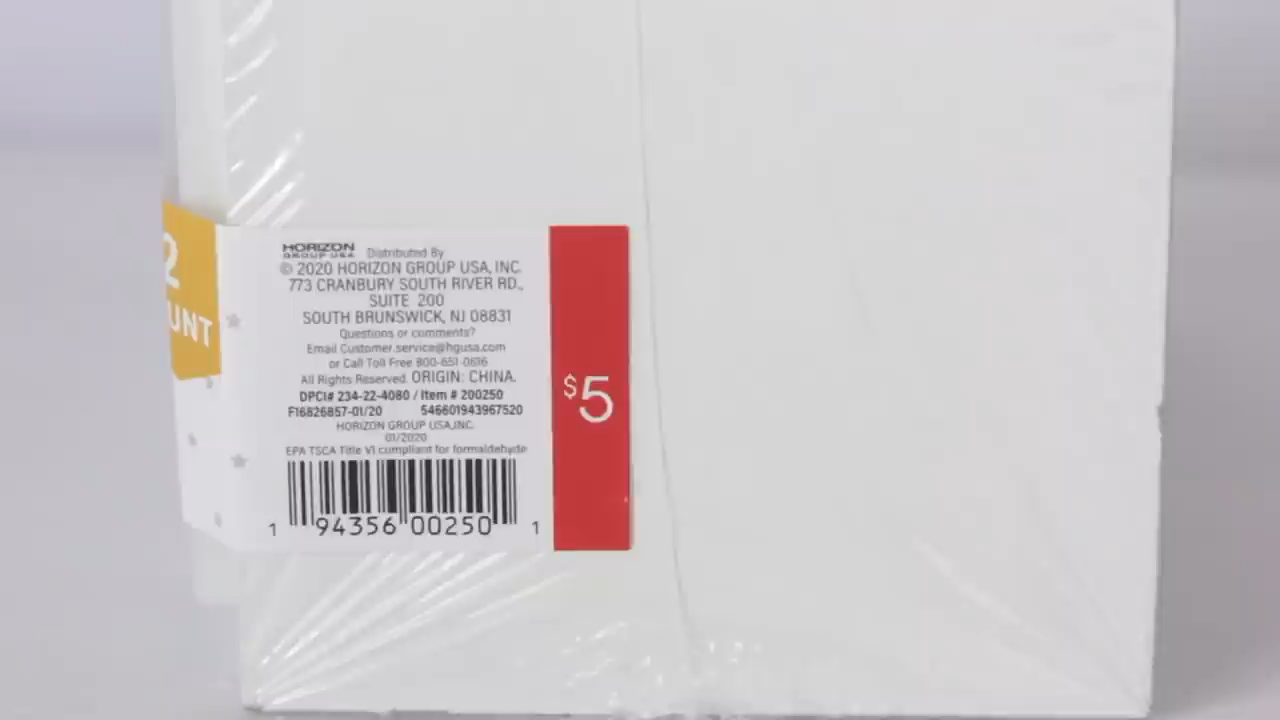 2
UNT
HORIZON
GROUP USA
Distributed By
© 2020 HORIZON GROUP USA, INC.
773 CRANBURY SOUTH RIVER RD.,
SUITE 200
SOUTH BRUNSWICK, NJ 08831
Questions or comments?
Email Customer.service@hgusa.com
or Call Toll Free 800-651-0616
All Rights Reserved. ORIGIN: CHINA.
DPCI# 234-22-4080 / Item # 200250
F16826857-01/20 546601943967520
HORIZON GROUP USA,INC.
01/2020
EPA TSCA Title VI compliant for formaldehyde
1 94356 00250 1
$5